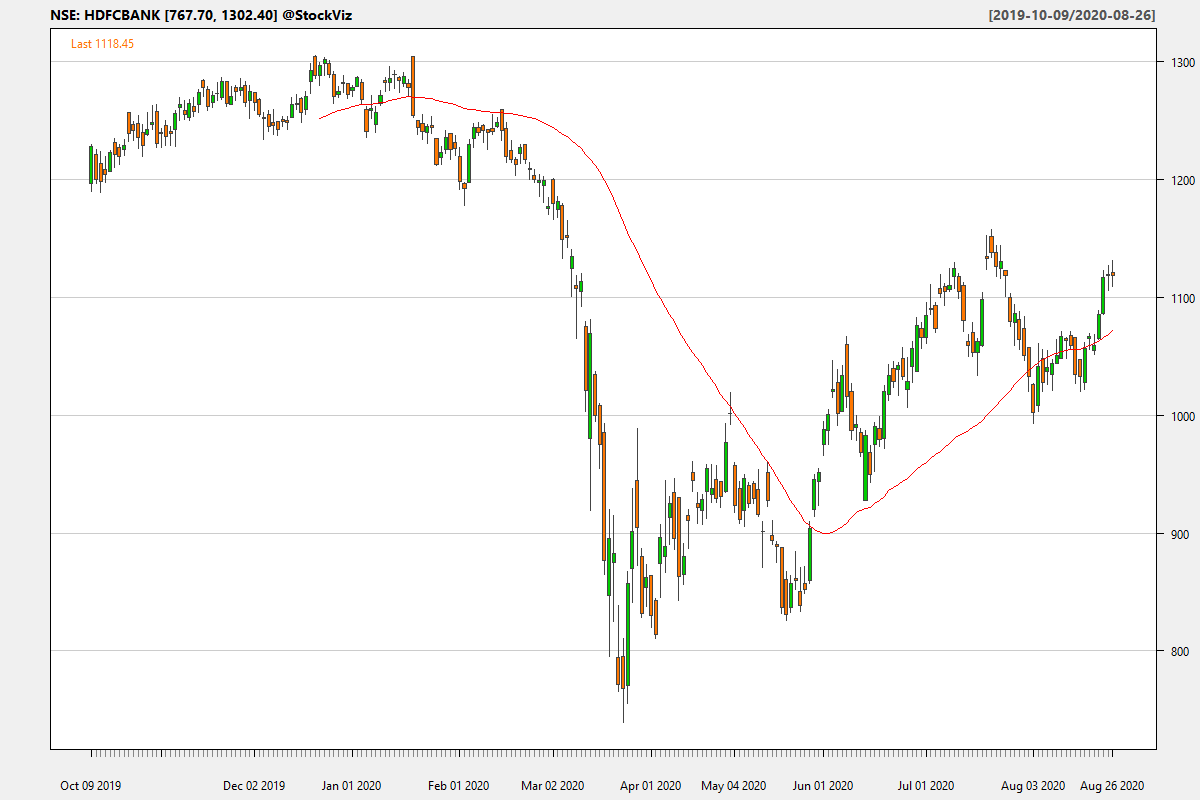 NSE: HDFCBANK [767.70, 1302.40] @StockViz
[2019-10-09/2020-08-26]
Last 1118.45
1300
1200
1100
1000
900
800
Oct 09 2019 Dec 02 2019 Jan 01 2020 Feb 01 2020 Mar 02 2020 Apr 01 2020 May 04 2020 Jun 01 2020 Jul 01 2020 Aug 03 2020 Aug 26 2020